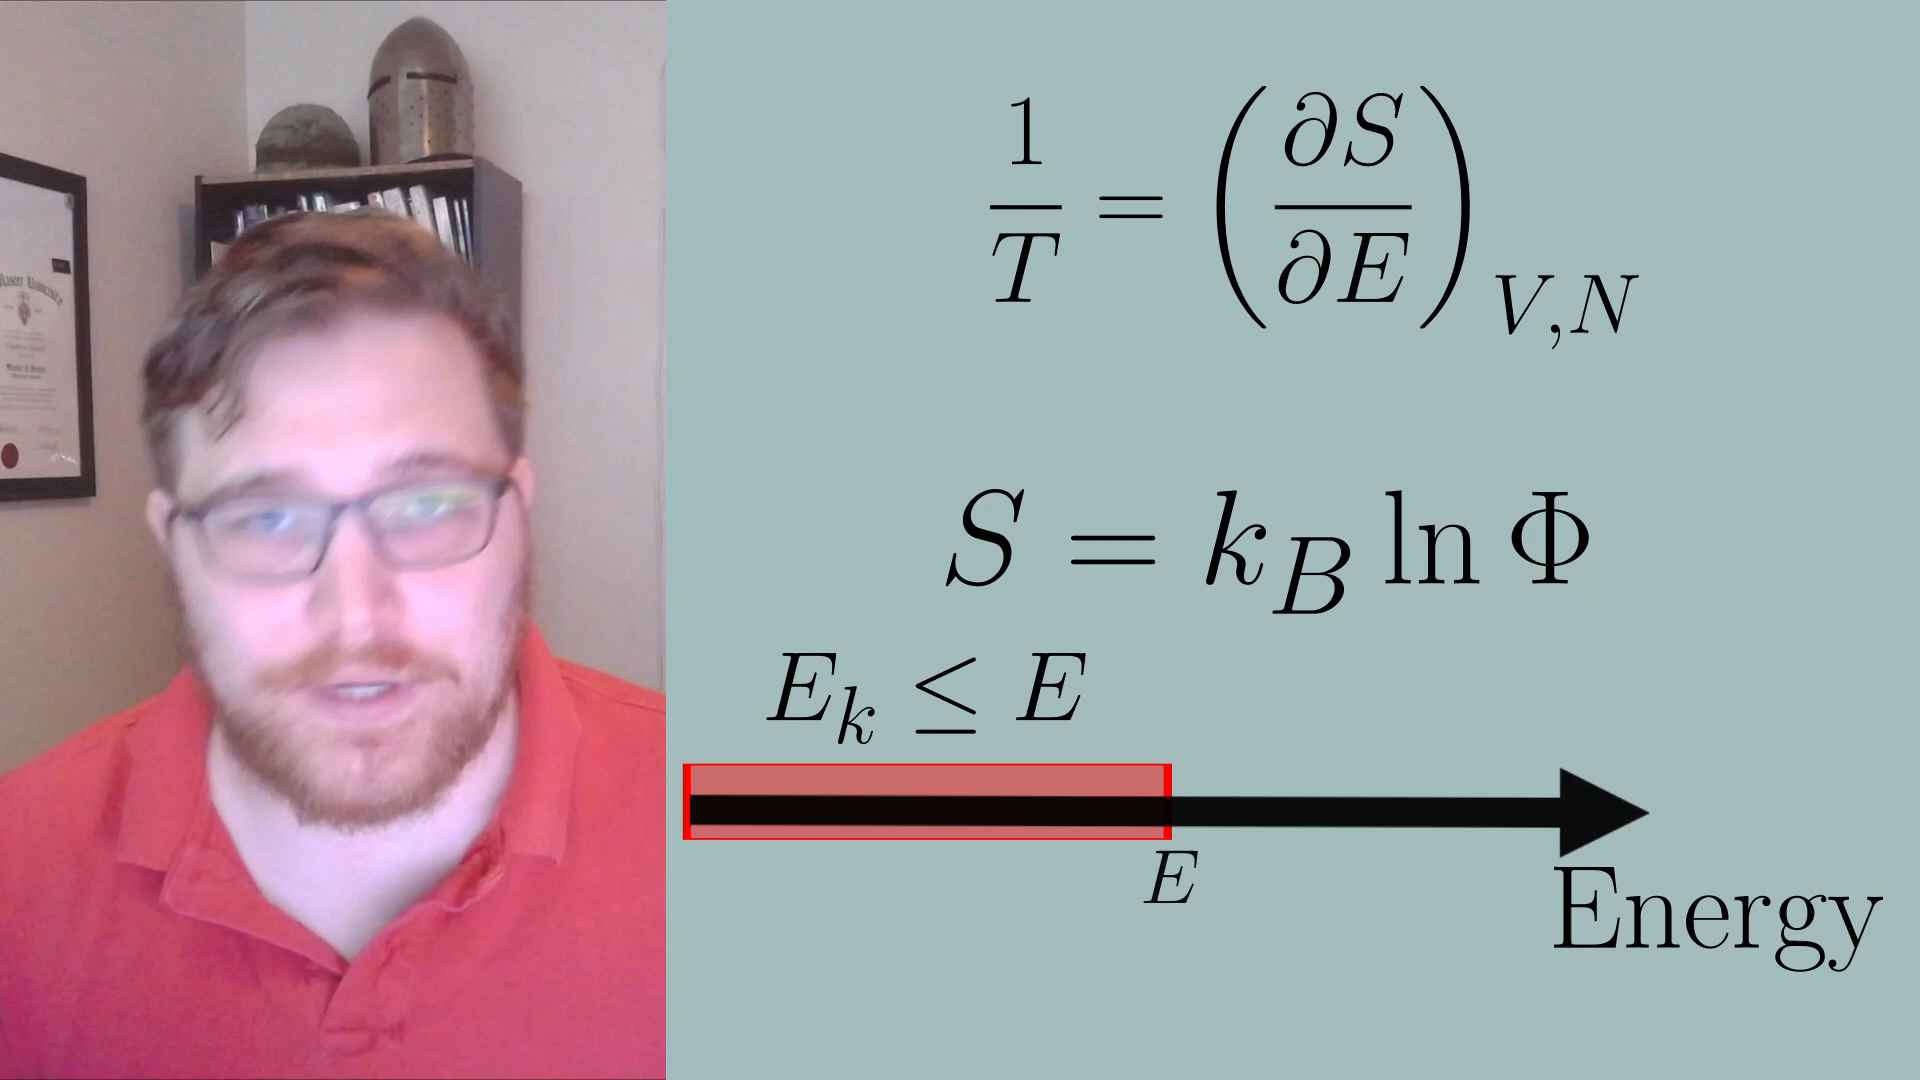 1/T = (∂S/∂E)_{V,N}
S = k_B ln Φ
E_k ≤ E
E
Energy